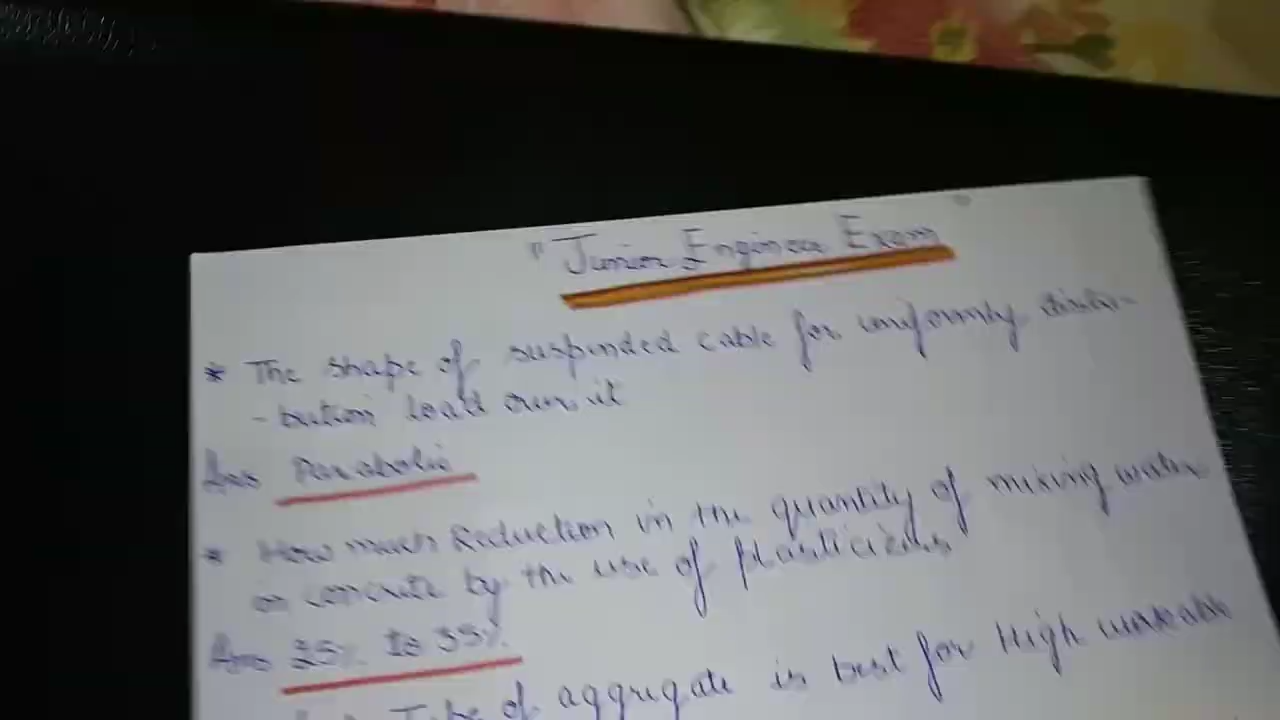 " Junior Engineer Exam "
* The shape of suspended cable for uniformly distri-
- bution load over it
Ans Parabolic
* How much Reduction in the quantity of mixing water
in concrete by the use of plasticizers
Ans to 35%
Type of aggregate is best for High workable